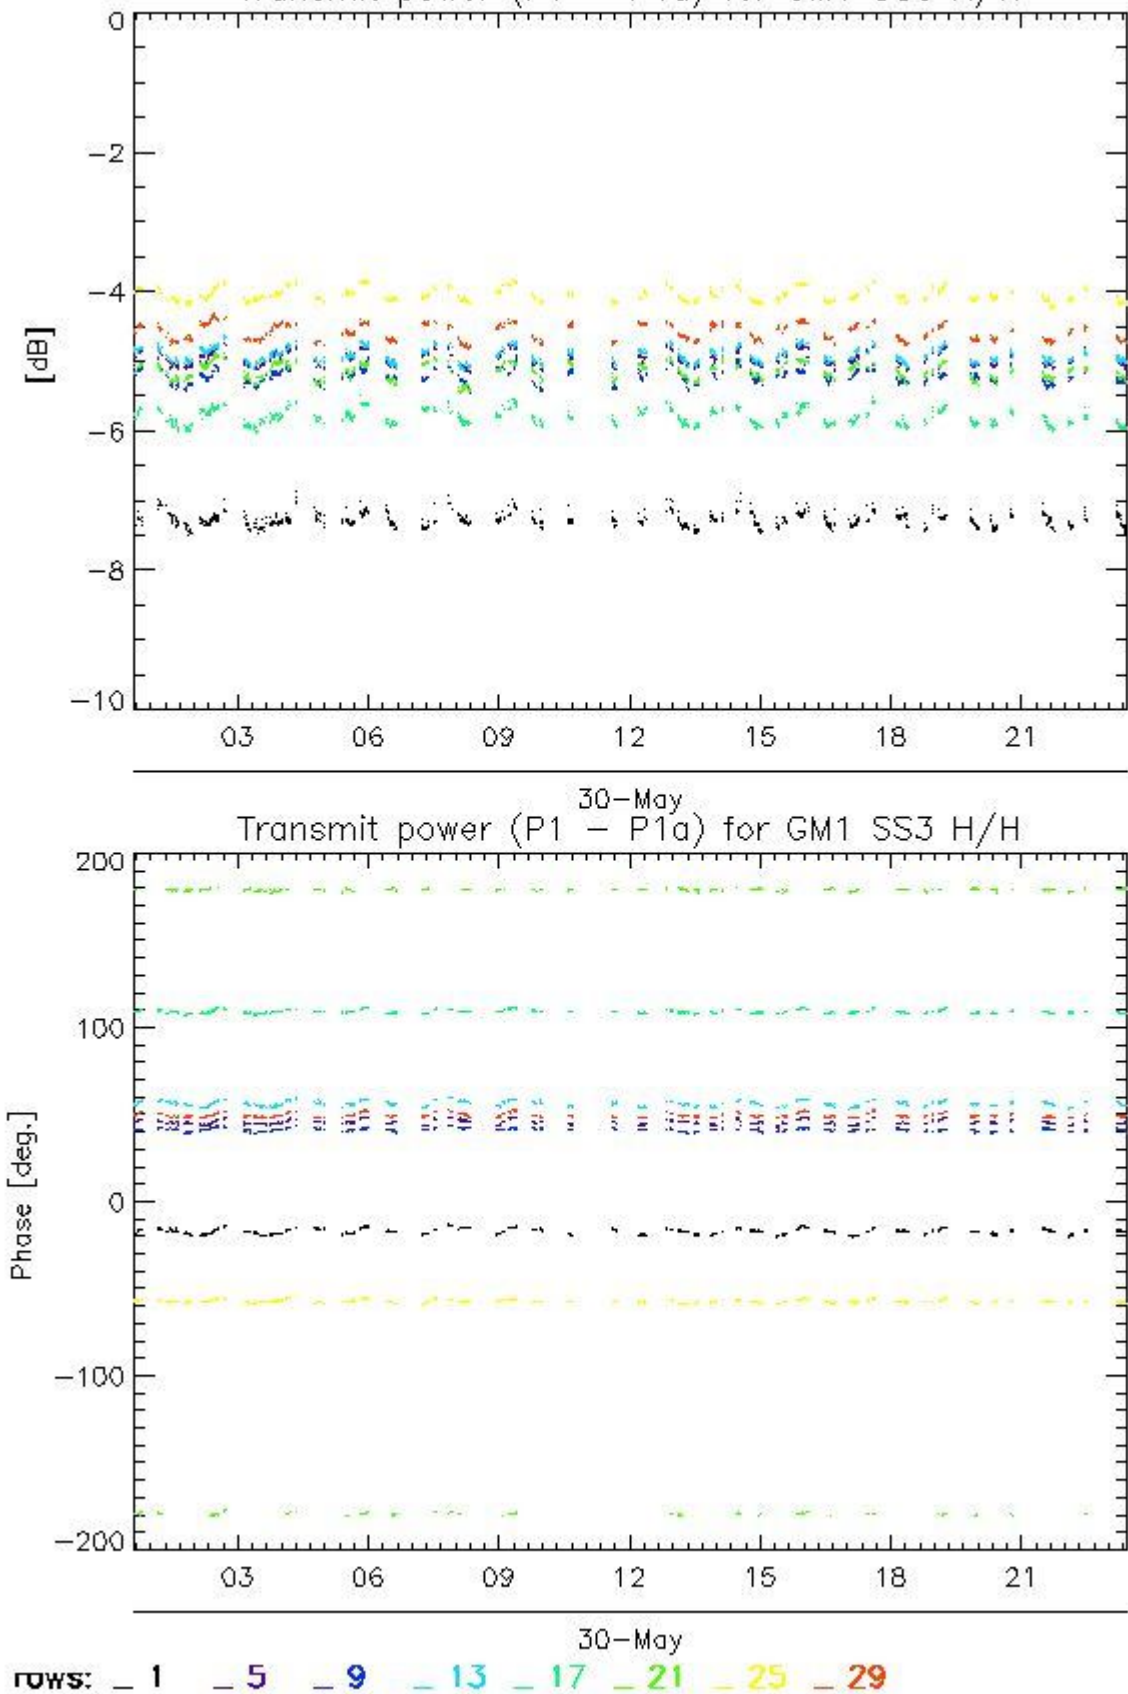 0
−2
−4
[dB]
−6
−8
−10
03 06 09 12 15 18 21
30−May
Transmit power (P1 − P1a) for GM1 SS3 H/H
200
100
0
Phase [deg.]
−100
−200
03 06 09 12 15 18 21
30−May
rows: _ 1 _ 5 _ 9 _ 13 _ 17 _ 21 _ 25 _ 29